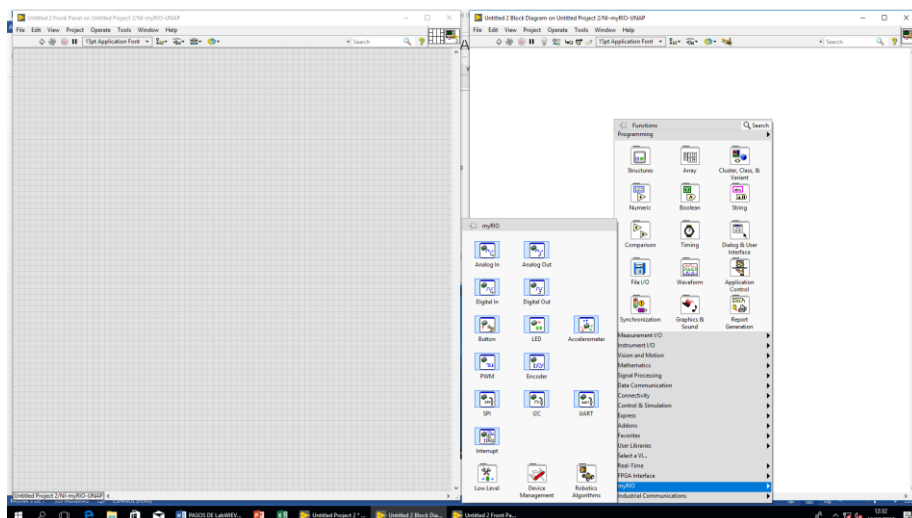 Untitled 2 Front Panel on Untitled Project 2/NI-myRIO-UNAP
File Edit View Project Operate Tools Window Help
15pt Application Font
Search
Untitled Project 2/NI-myRIO-UNAP
Untitled 2 Block Diagram on Untitled Project 2/NI-myRIO-UNAP
File Edit View Project Operate Tools Window Help
15pt Application Font
Search
Functions
Search
Programming
Structures
Array
Cluster, Class, & Variant
Numeric
Boolean
String
Comparison
Timing
Dialog & User Interface
File I/O
Waveform
Application Control
Synchronization
Graphics & Sound
Report Generation
Measurement I/O
Instrument I/O
Vision and Motion
Mathematics
Signal Processing
Data Communication
Connectivity
Control & Simulation
Express
Addons
Favorites
User Libraries
Select a VI...
Real-Time
FPGA Interface
myRIO
Industrial Communications
myRIO
Analog In
Analog Out
Digital In
Digital Out
Button
LED
Accelerometer
PWM
Encoder
SPI
I2C
UART
Interrupt
Low Level
Device Management
Robotics Algorithms
PASOS DE LabWIEV...
Untitled Project 2 * ...
Untitled 2 Block Dia...
Untitled 2 Front Pa...
12:02